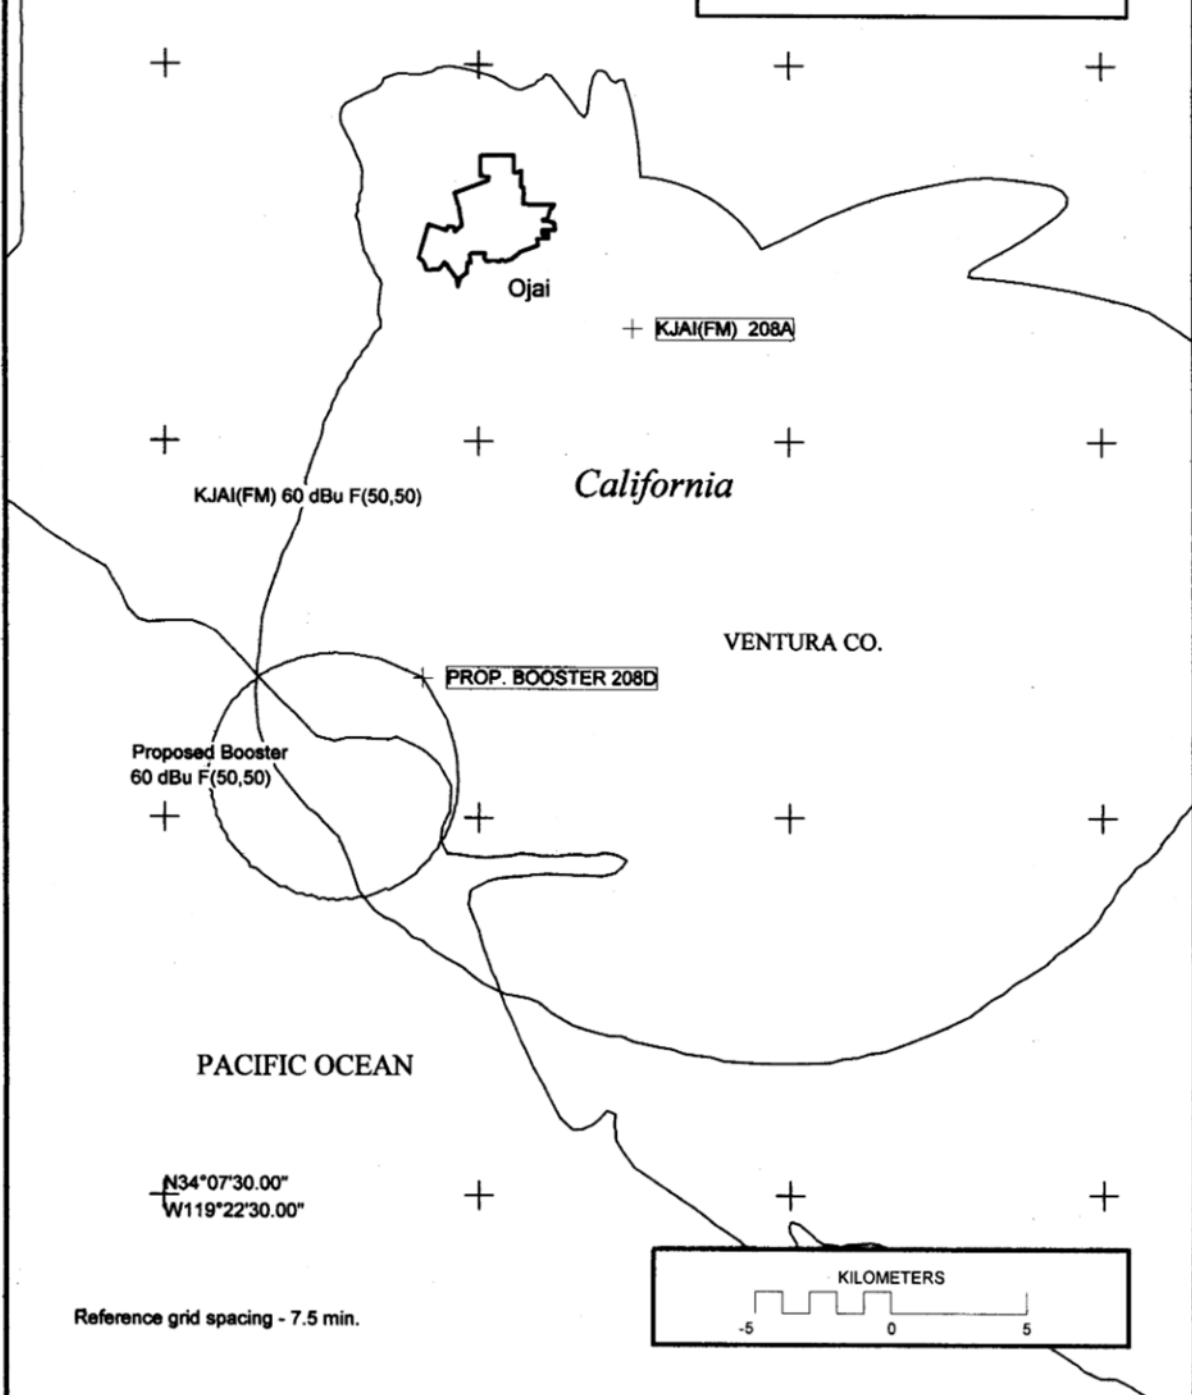 Ojai
KJAI(FM) 208A
California
KJAI(FM) 60 dBu F(50,50)
VENTURA CO.
PROP. BOOSTER 208D
Proposed Booster
60 dBu F(50,50)
PACIFIC OCEAN
N34°07'30.00"
W119°22'30.00"
KILOMETERS
-5 0 5
Reference grid spacing - 7.5 min.